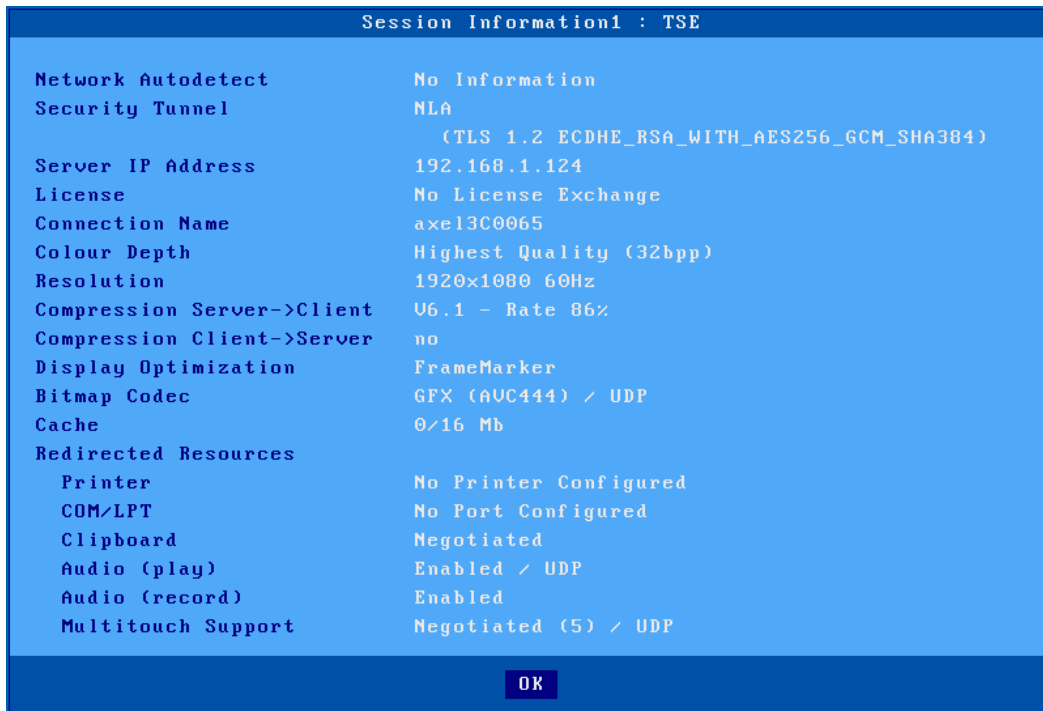 Session Information1 : TSE
Network Autodetect No Information
Security Tunnel NLA
(TLS 1.2 ECDHE_RSA_WITH_AES256_GCM_SHA384)
Server IP Address 192.168.1.124
License No License Exchange
Connection Name axel3C0065
Colour Depth Highest Quality (32bpp)
Resolution 1920x1080 60Hz
Compression Server->Client V6.1 - Rate 86%
Compression Client->Server no
Display Optimization FrameMarker
Bitmap Codec GFX (AVC444) / UDP
Cache 0/16 Mb
Redirected Resources
Printer No Printer Configured
COM/LPT No Port Configured
Clipboard Negotiated
Audio (play) Enabled / UDP
Audio (record) Enabled
Multitouch Support Negotiated (5) / UDP
OK